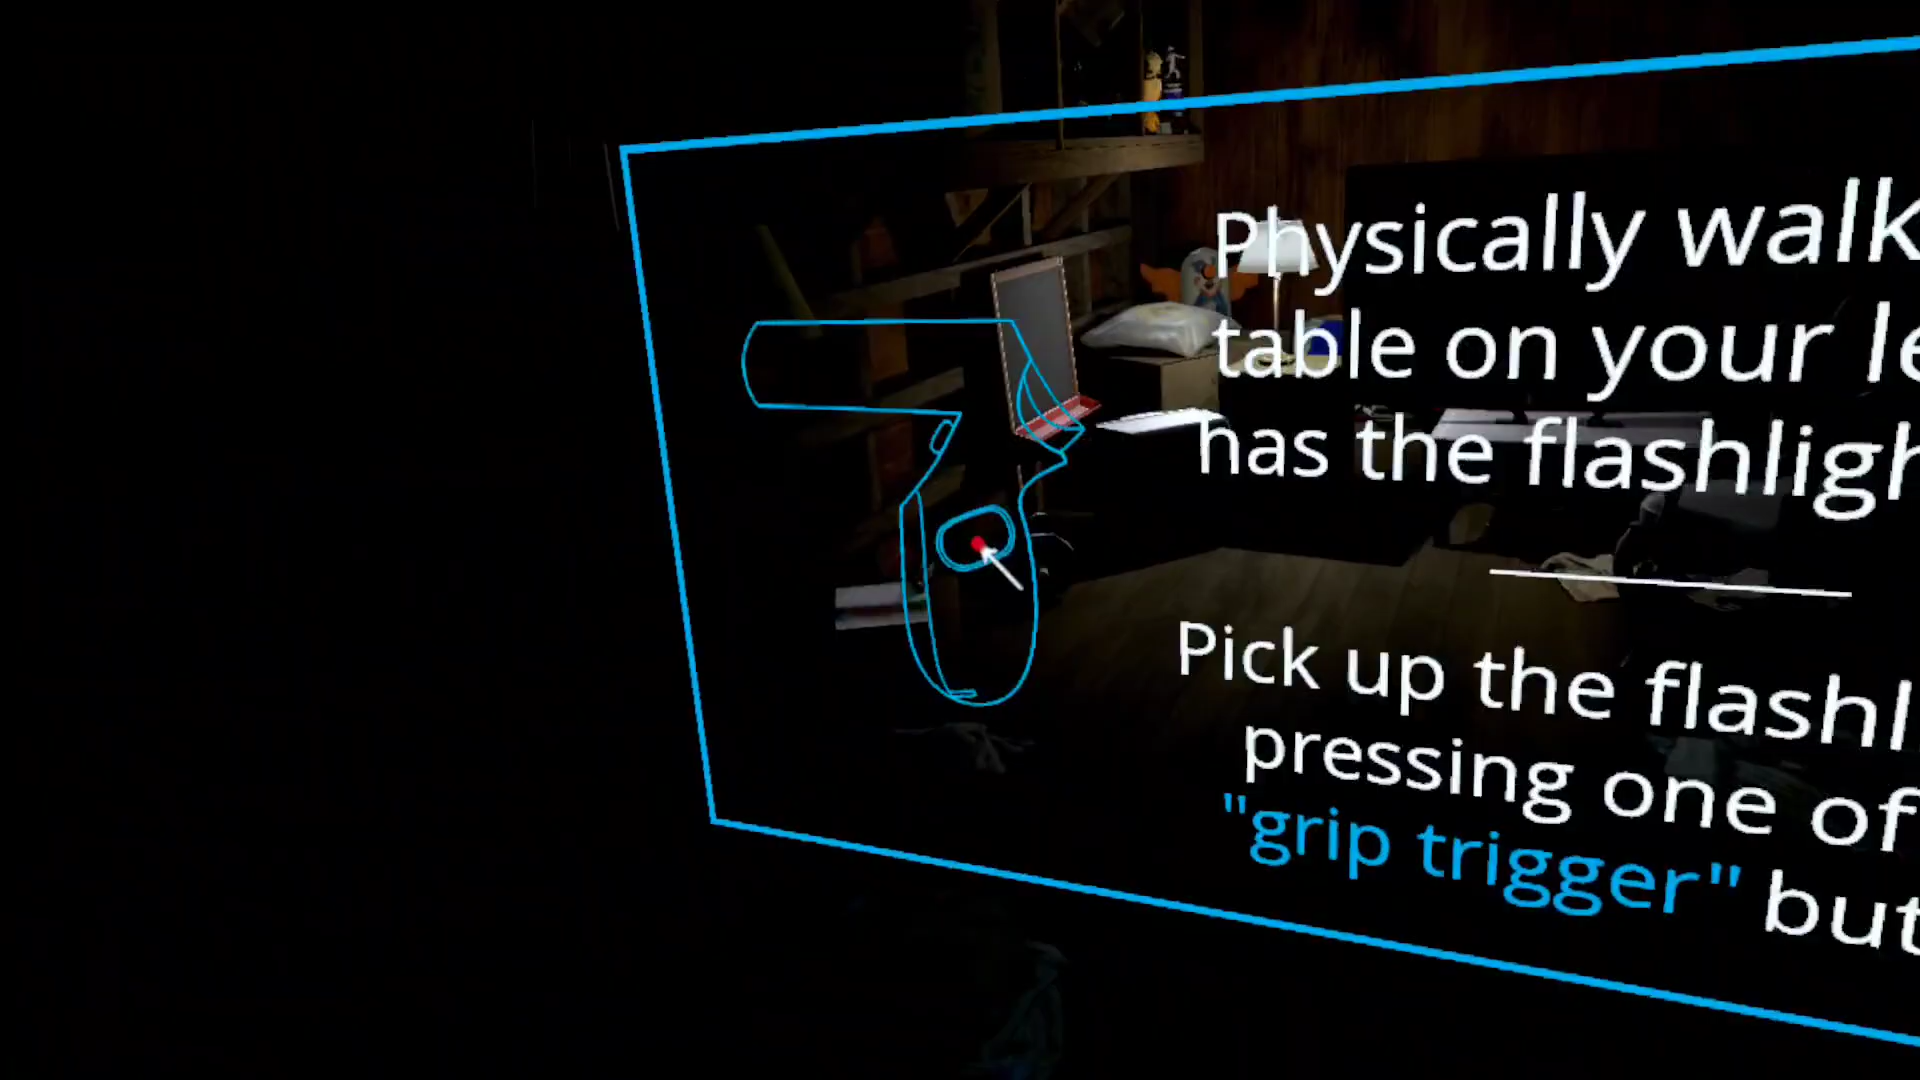 Physically walk
table on your le
has the flashligh
Pick up the flashl
pressing one of
"grip trigger" but